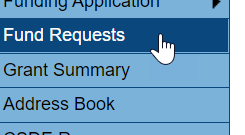 Funding Application
Fund Requests
Grant Summary
Address Book